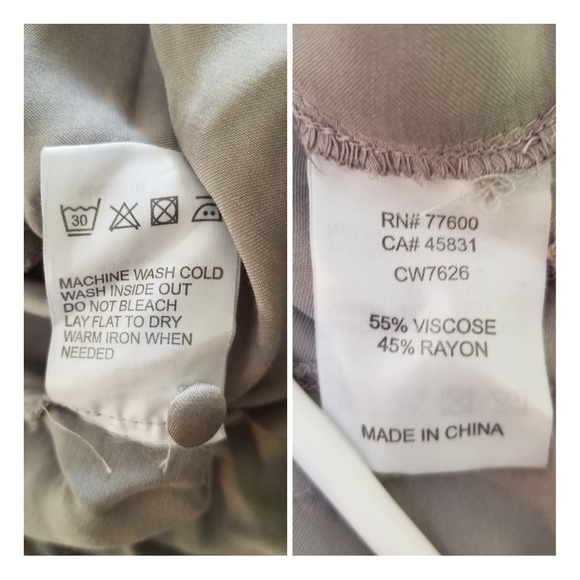 30
MACHINE WASH COLD
WASH INSIDE OUT
DO NOT BLEACH
LAY FLAT TO DRY
WARM IRON WHEN
NEEDED
RN# 77600
CA# 45831
CW7626
55% VISCOSE
45% RAYON
MADE IN CHINA